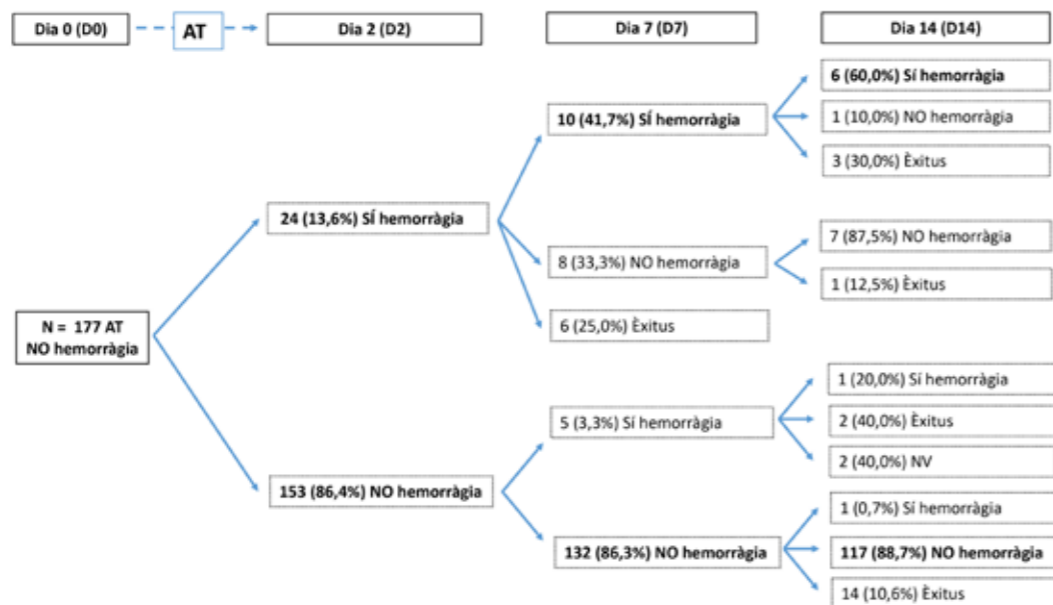 Dia 0 (D0)
AT
Dia 2 (D2)
Dia 7 (D7)
Dia 14 (D14)
6 (60,0%) Sí hemorràgia
10 (41,7%) SÍ hemorràgia
1 (10,0%) NO hemorràgia
3 (30,0%) Èxitus
24 (13,6%) SÍ hemorràgia
8 (33,3%) NO hemorràgia
7 (87,5%) NO hemorràgia
1 (12,5%) Èxitus
6 (25,0%) Èxitus
N = 177 AT
NO hemorràgia
5 (3,3%) Sí hemorràgia
1 (20,0%) Sí hemorràgia
2 (40,0%) Èxitus
2 (40,0%) NV
153 (86,4%) NO hemorràgia
132 (86,3%) NO hemorràgia
1 (0,7%) Sí hemorràgia
117 (88,7%) NO hemorràgia
14 (10,6%) Èxitus